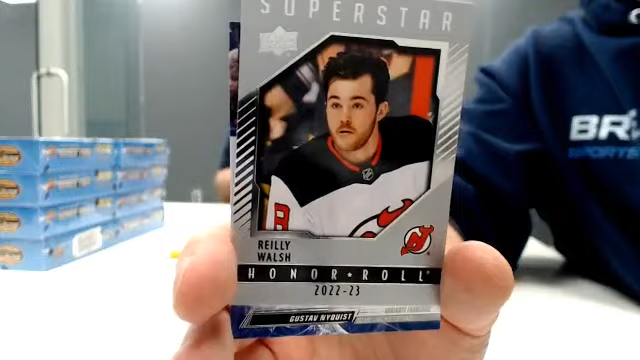 SUPERSTAR
REILLY
WALSH
HONOR★ROLL
2022-23
GUSTAV NYQUIST